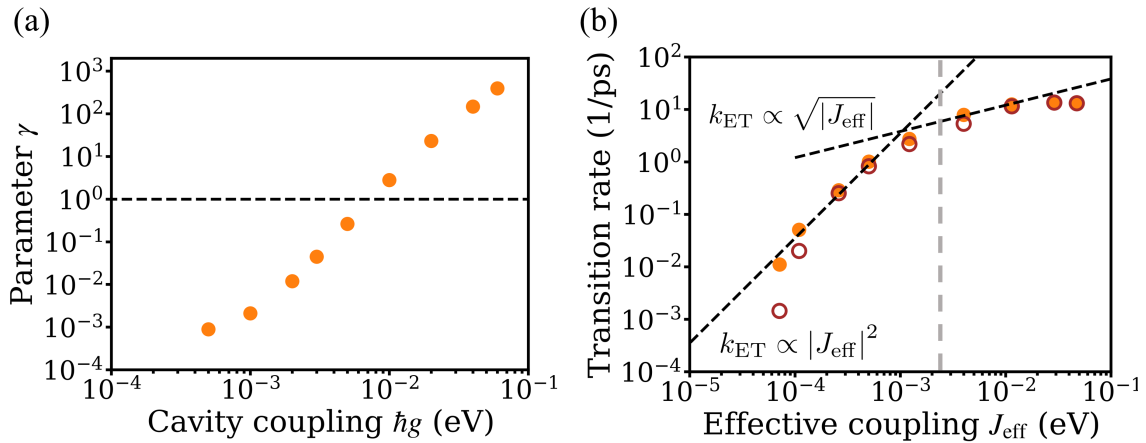 (a)
Parameter γ
10³
10²
10¹
10⁰
10⁻¹
10⁻²
10⁻³
10⁻⁴
10⁻⁴ 10⁻³ 10⁻² 10⁻¹
Cavity coupling ℏg (eV)
(b)
Transition rate (1/ps)
10²
10¹
10⁰
10⁻¹
10⁻²
10⁻³
10⁻⁴
k_ET ∝ √|J_eff|
k_ET ∝ |J_eff|²
10⁻⁵ 10⁻⁴ 10⁻³ 10⁻² 10⁻¹
Effective coupling J_eff (eV)